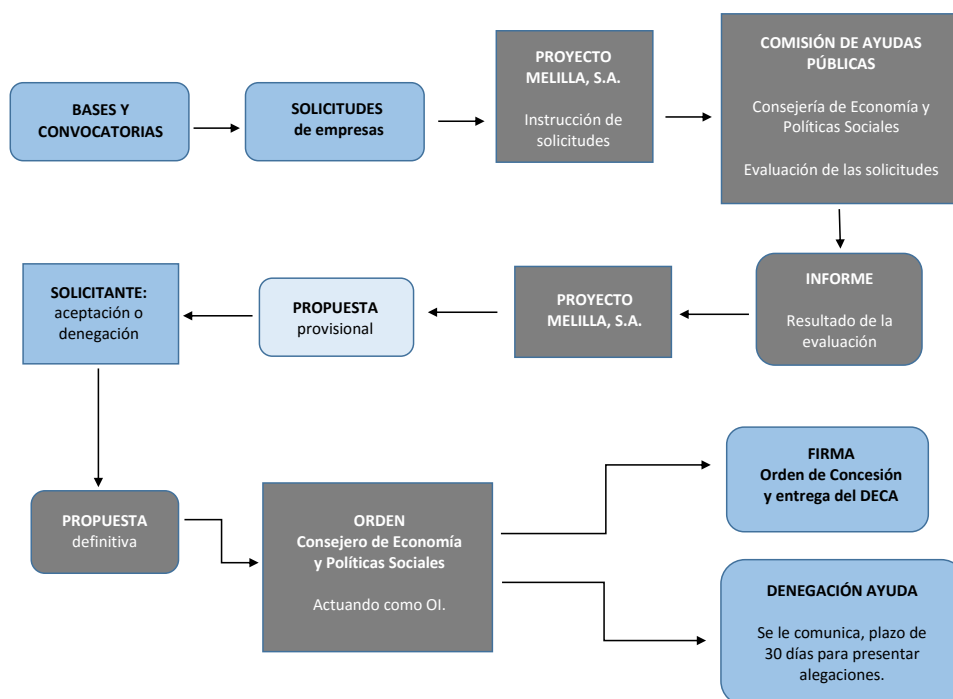 BASES Y
CONVOCATORIAS
SOLICITUDES
de empresas
PROYECTO
MELILLA, S.A.
Instrucción de
solicitudes
COMISIÓN DE AYUDAS
PÚBLICAS
Consejería de Economía y
Políticas Sociales
Evaluación de las solicitudes
INFORME
Resultado de la
evaluación
PROYECTO
MELILLA, S.A.
PROPUESTA
provisional
SOLICITANTE:
aceptación o
denegación
PROPUESTA
definitiva
ORDEN
Consejero de Economía
y Políticas Sociales
Actuando como OI.
FIRMA
Orden de Concesión
y entrega del DECA
DENEGACIÓN AYUDA
Se le comunica, plazo de
30 días para presentar
alegaciones.